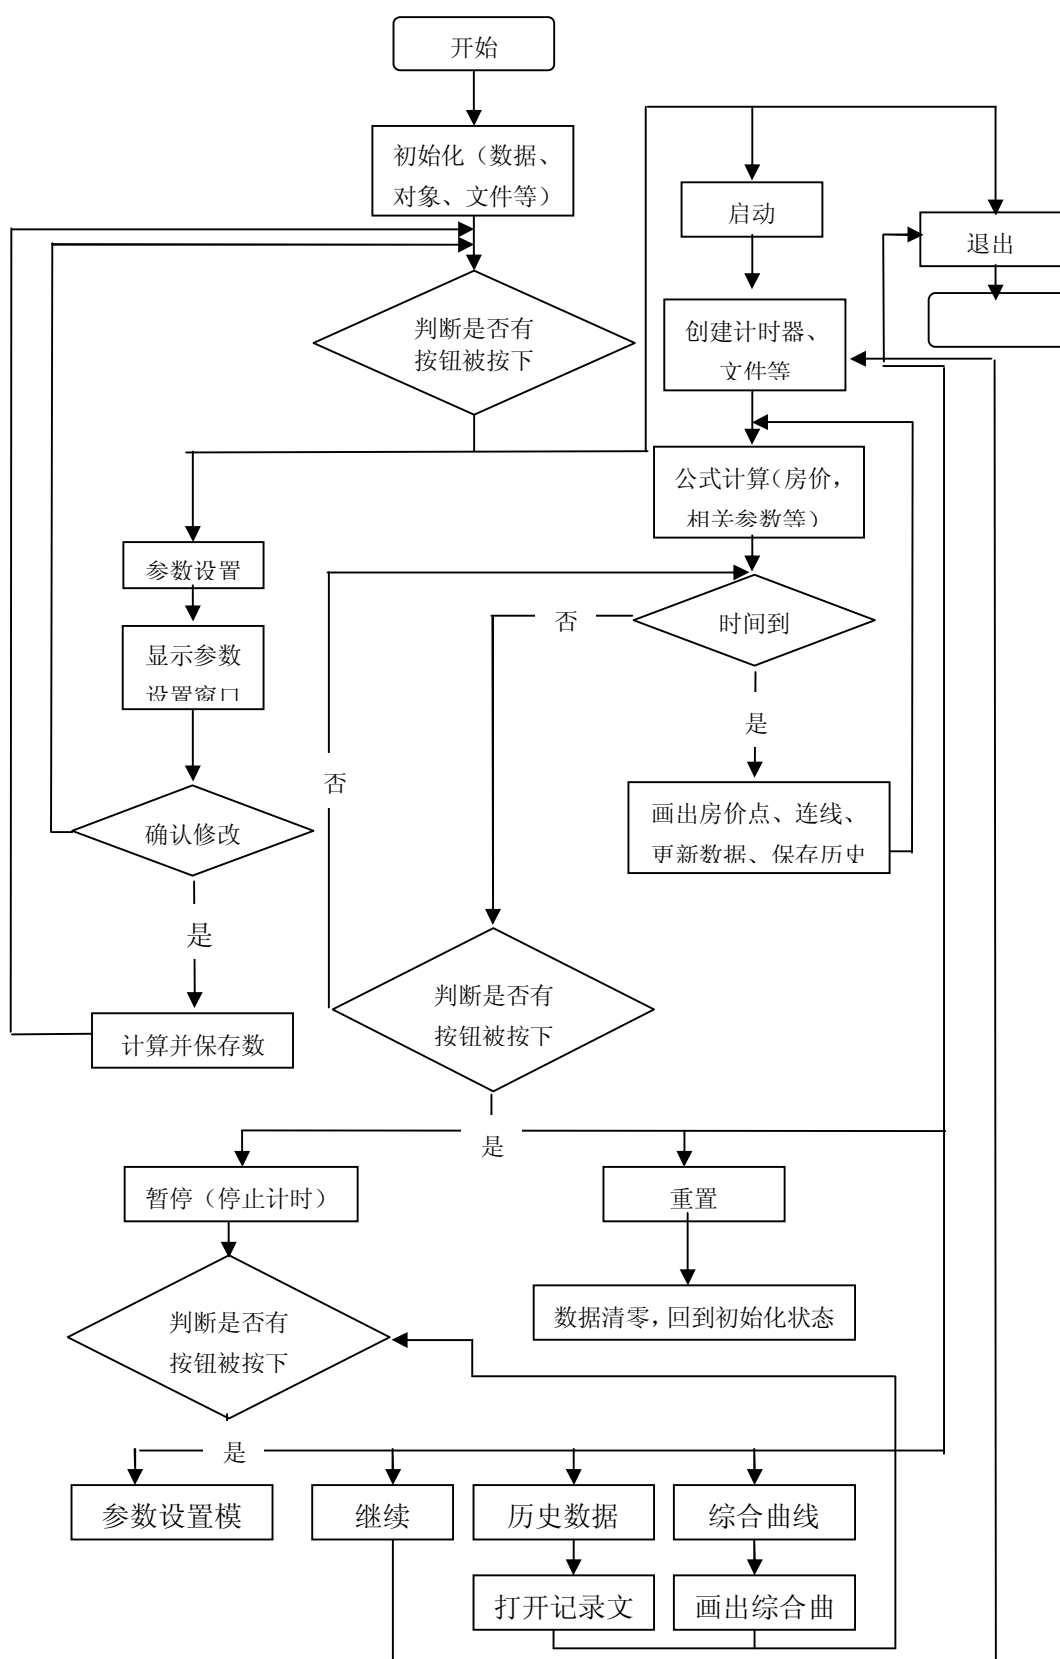 开始
初始化（数据、
对象、文件等）
启动
退出
判断是否有
按钮被按下
创建计时器、
文件等
公式计算（房价，
相关参数等）
参数设置
时间到
否
显示参数
设置窗口
是
否
确认修改
画出房价点、连线、
更新数据、保存历史
是
判断是否有
按钮被按下
计算并保存数
是
暂停（停止计时）
重置
判断是否有
按钮被按下
数据清零，回到初始化状态
是
参数设置模
继续
历史数据
综合曲线
打开记录文
画出综合曲